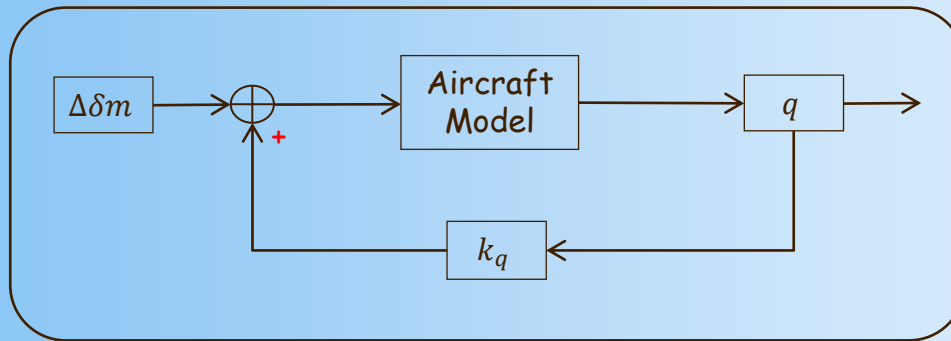 Δδm
Aircraft
Model
q
+
k_q